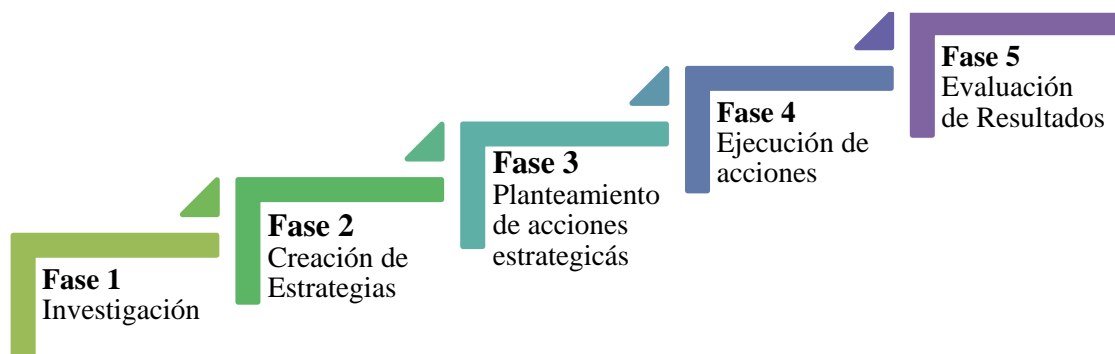 Fase 1
Investigación
Fase 2
Creación de
Estrategias
Fase 3
Planteamiento
de acciones
estrategicás
Fase 4
Ejecución de
acciones
Fase 5
Evaluación
de Resultados